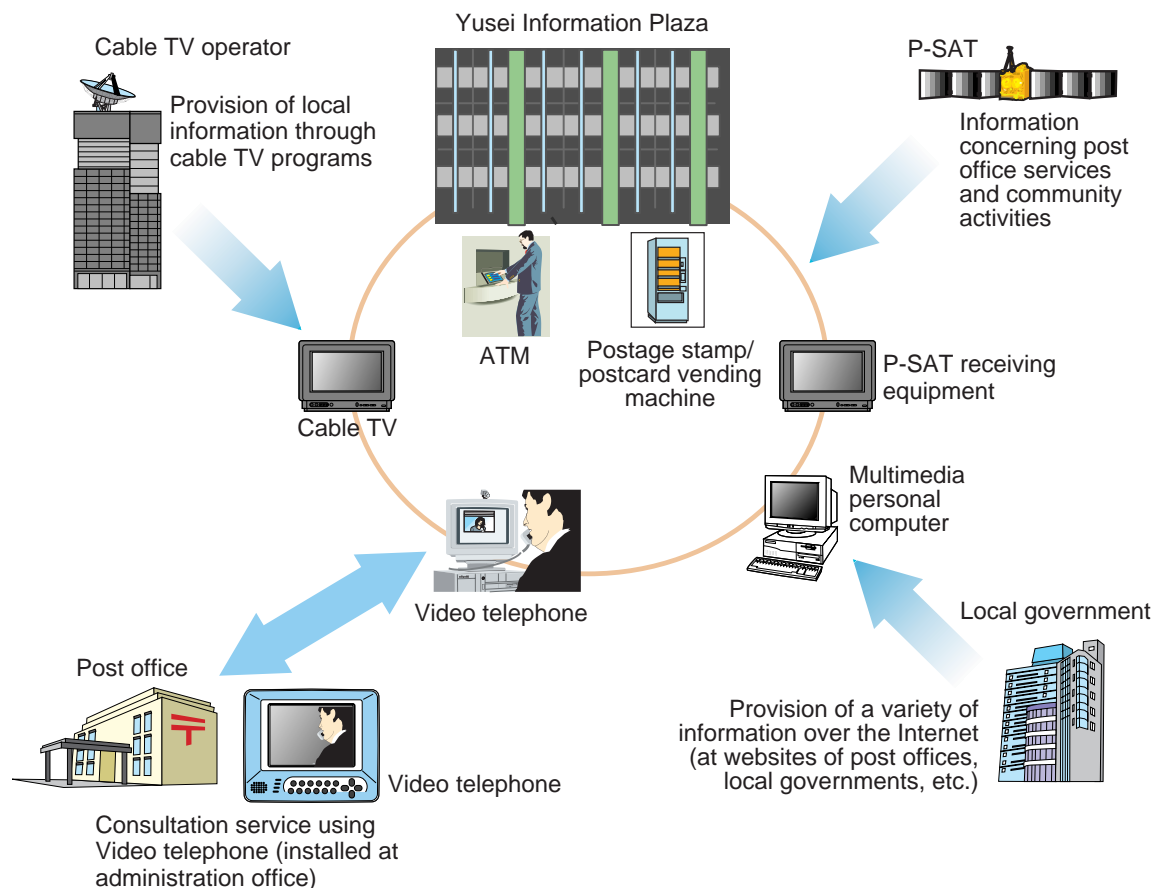 Yusei Information Plaza
Cable TV operator
P-SAT
Provision of local
information through
cable TV programs
Information
concerning post
office services
and community
activities
ATM
Postage stamp/
postcard vending
machine
P-SAT receiving
equipment
Cable TV
Multimedia
personal
computer
Video telephone
Local government
Post office
Provision of a variety of
information over the Internet
(at websites of post offices,
local governments, etc.)
Video telephone
Consultation service using
Video telephone (installed at
administration office)